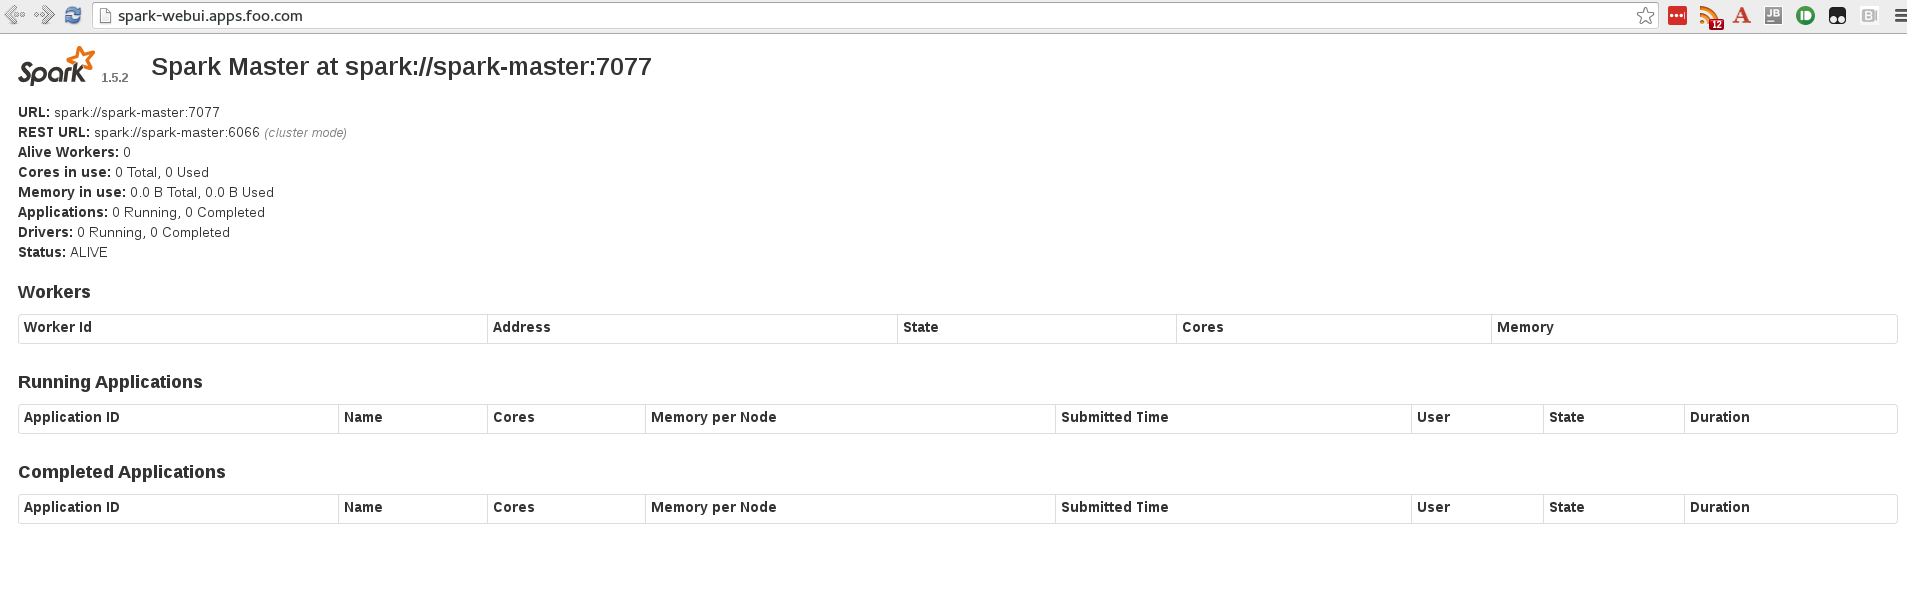 spark-webui.apps.foo.com
12
A
JB
ID
B
Spark 1.5.2 Spark Master at spark://spark-master:7077
URL: spark://spark-master:7077
REST URL: spark://spark-master:6066 (cluster mode)
Alive Workers: 0
Cores in use: 0 Total, 0 Used
Memory in use: 0.0 B Total, 0.0 B Used
Applications: 0 Running, 0 Completed
Drivers: 0 Running, 0 Completed
Status: ALIVE
Workers
Worker Id Address State Cores Memory
Running Applications
Application ID Name Cores Memory per Node Submitted Time User State Duration
Completed Applications
Application ID Name Cores Memory per Node Submitted Time User State Duration